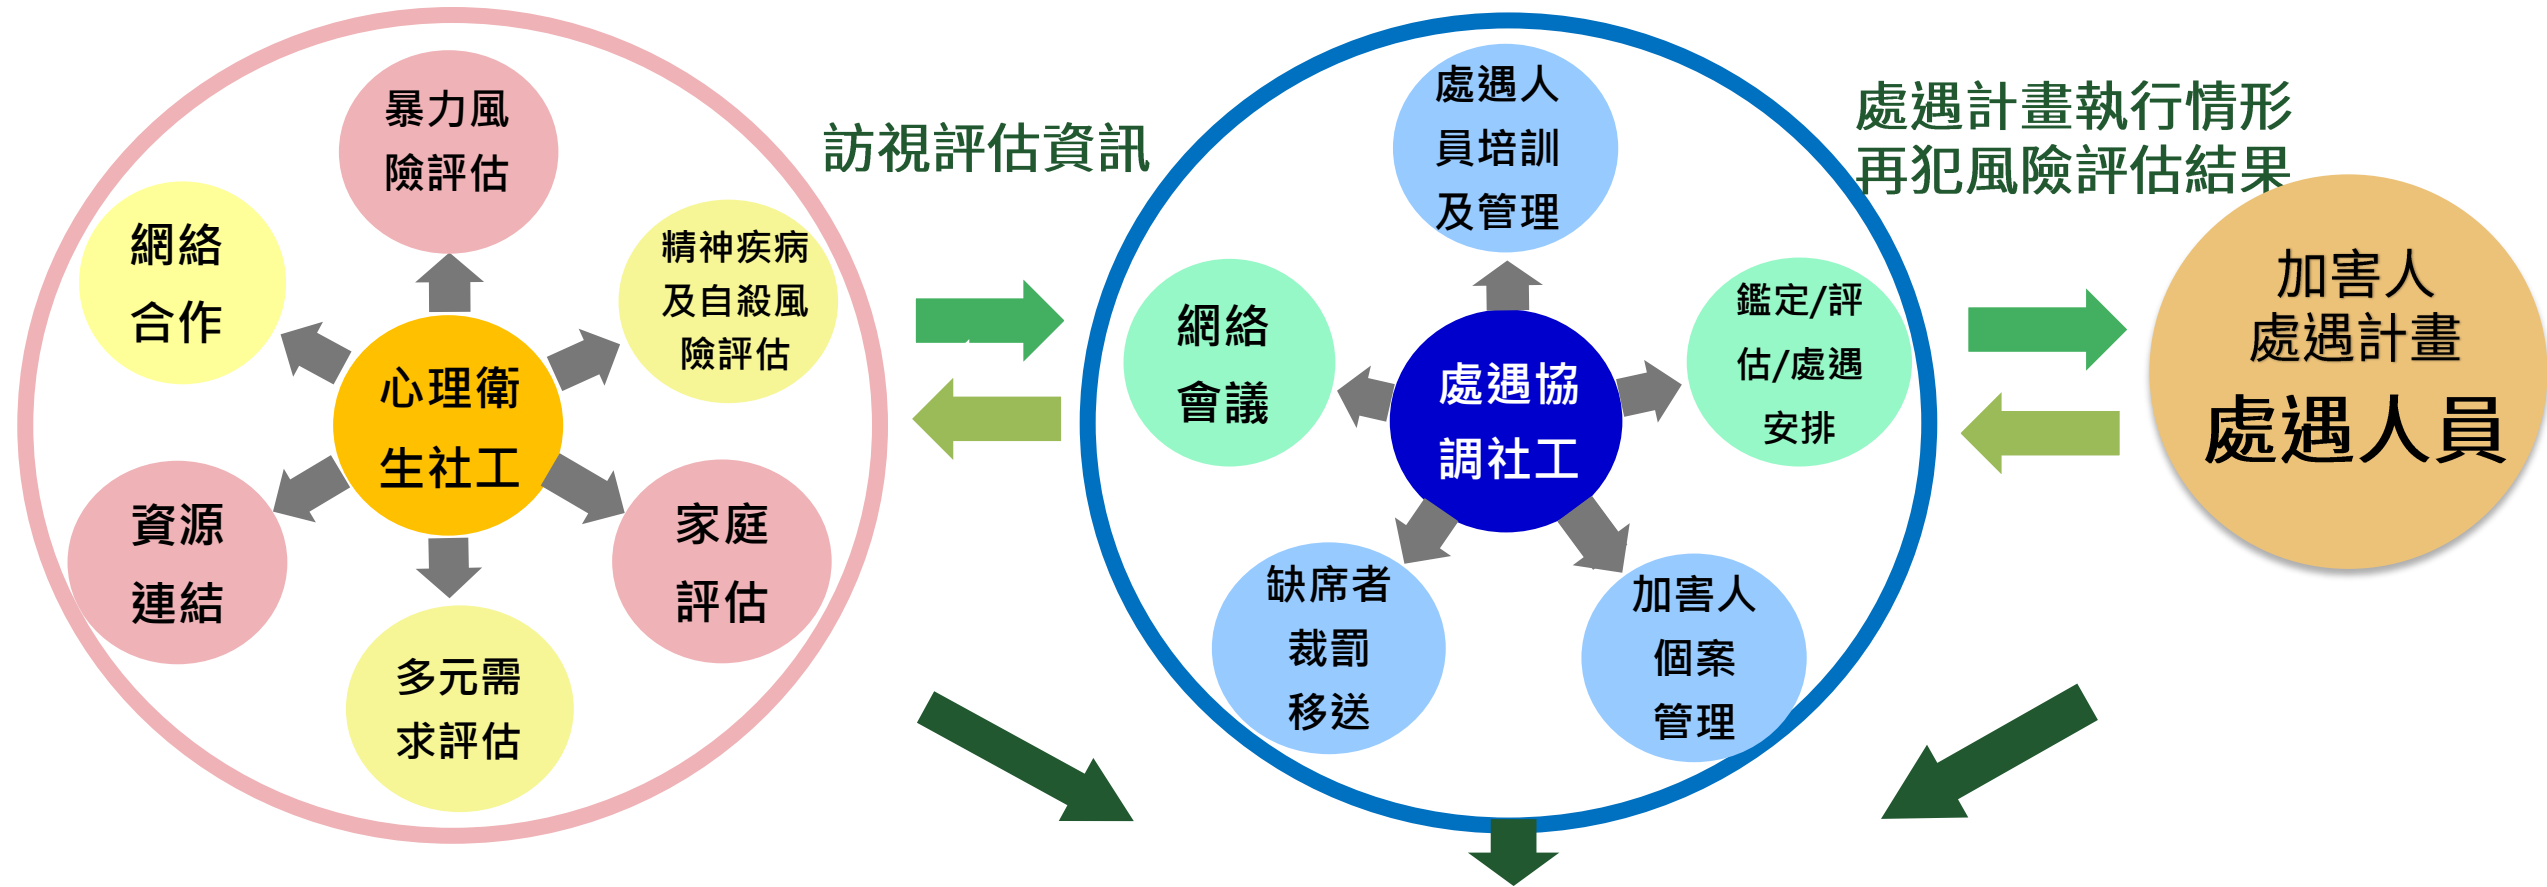 暴力風
險評估
網絡
合作
精神疾病
及自殺風
險評估
心理衛
生社工
資源
連結
家庭
評估
多元需
求評估
訪視評估資訊
處遇人
員培訓
及管理
網絡
會議
鑑定/評
估/處遇
安排
處遇協
調社工
缺席者
裁罰
移送
加害人
個案
管理
處遇計畫執行情形
再犯風險評估結果
加害人
處遇計畫
處遇人員